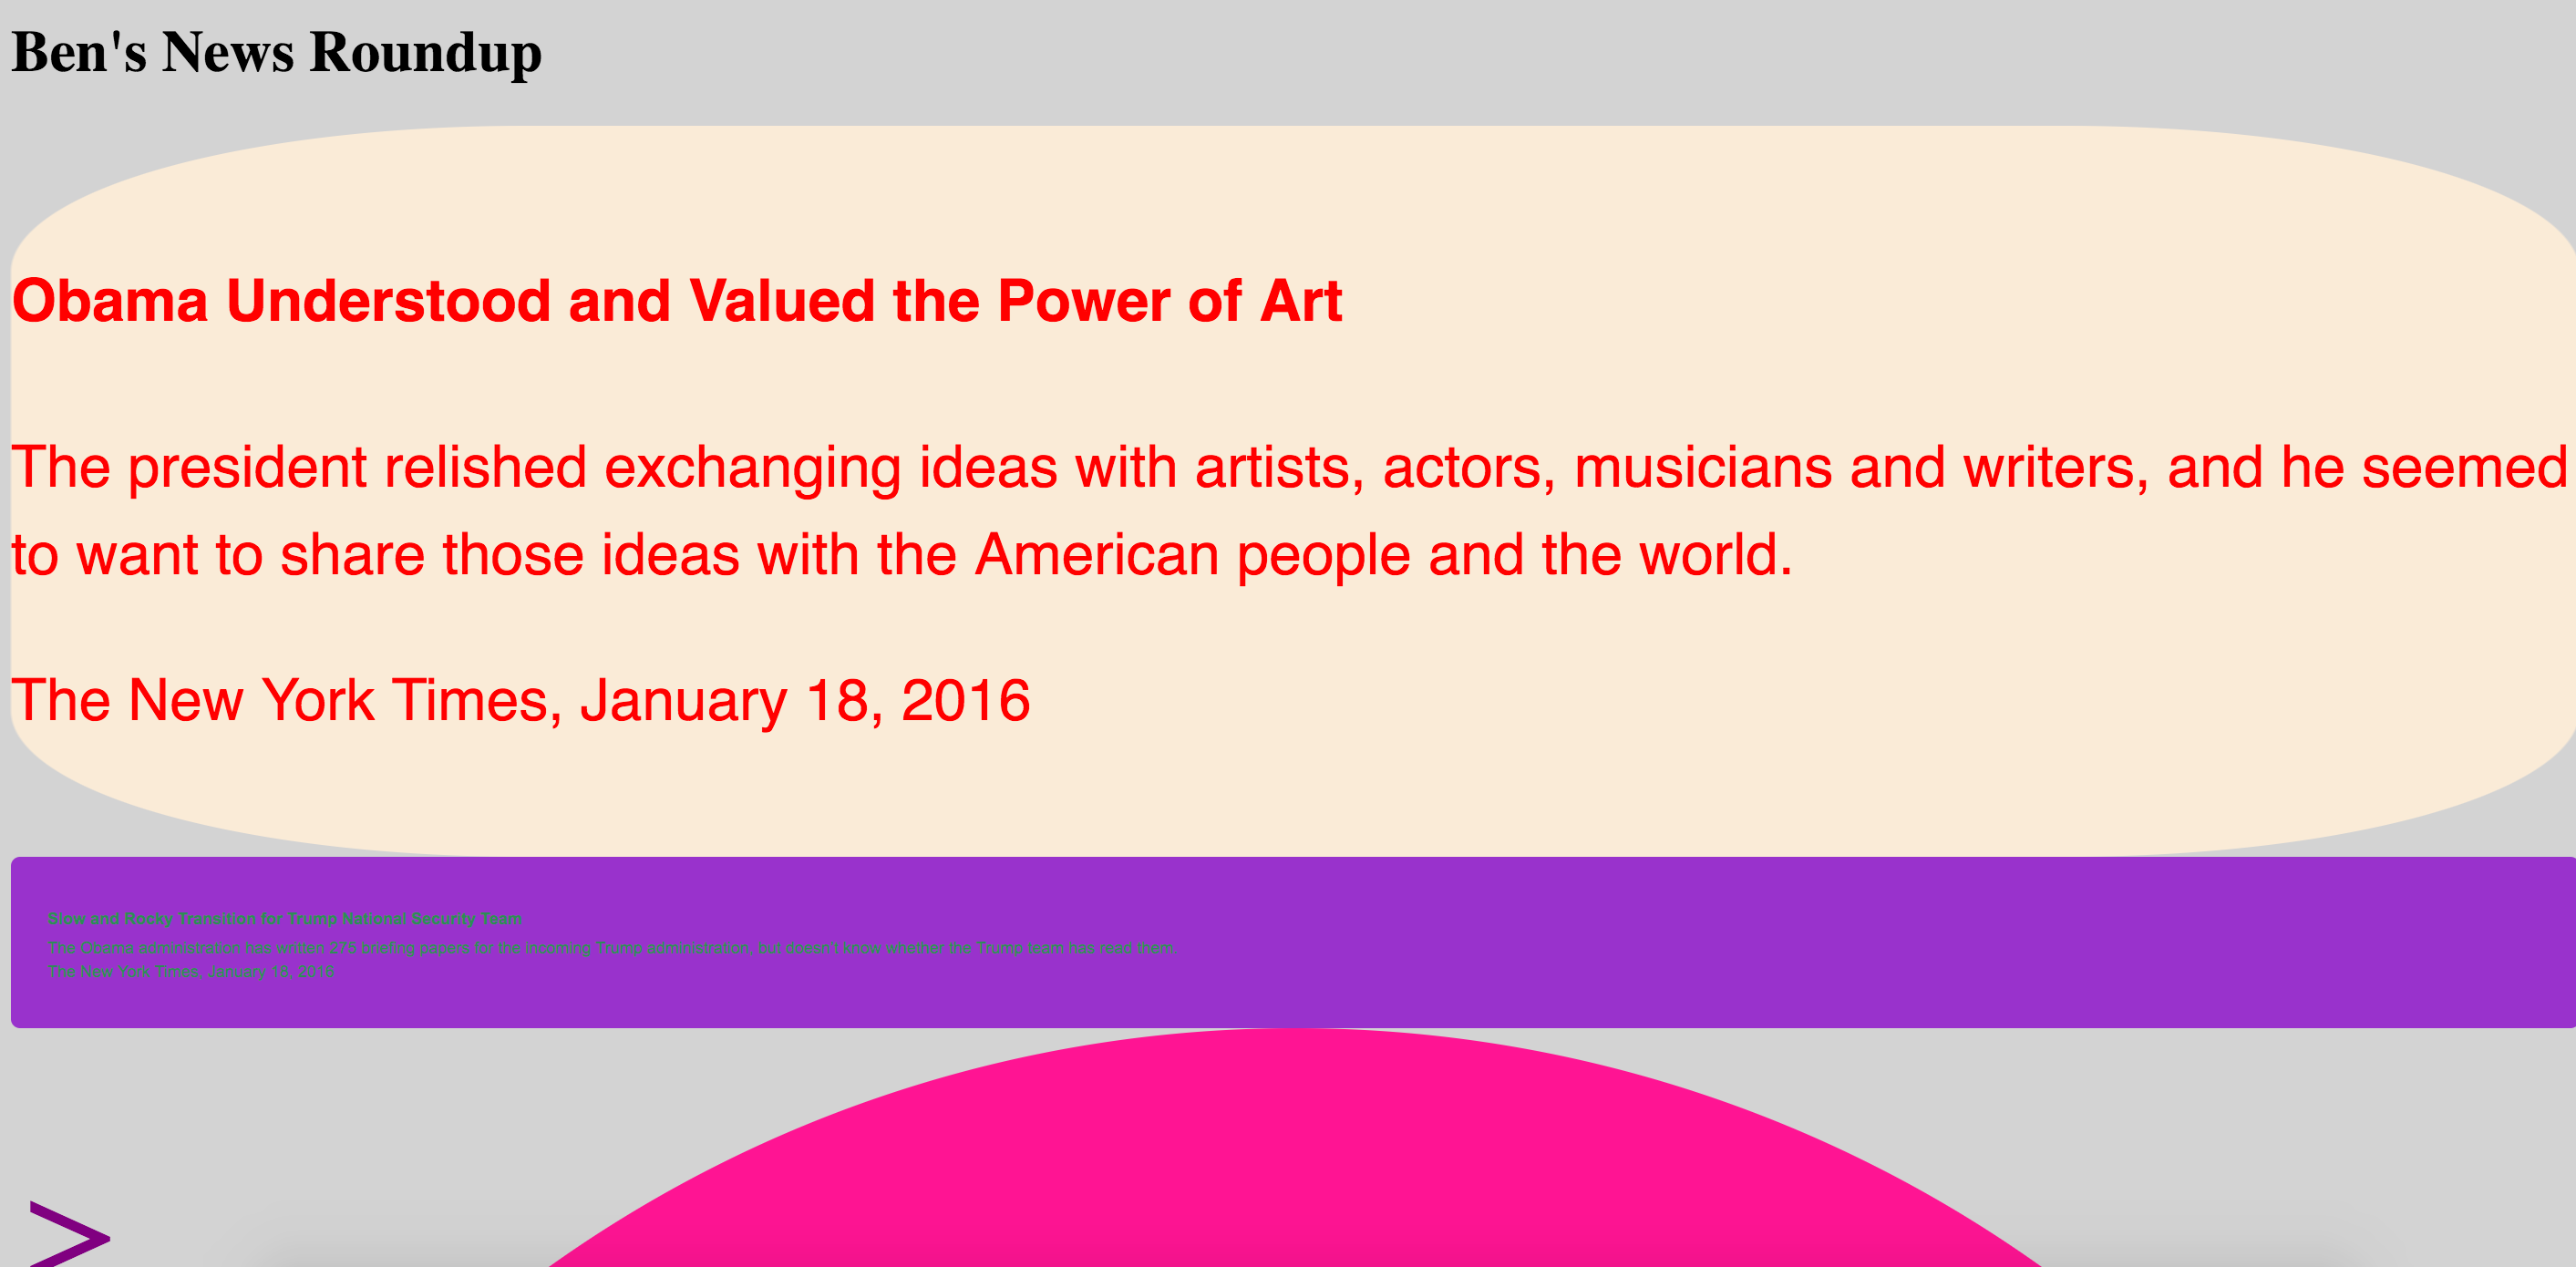 Ben's News Roundup
Obama Understood and Valued the Power of Art
The president relished exchanging ideas with artists, actors, musicians and writers, and he seemed
to want to share those ideas with the American people and the world.
The New York Times, January 18, 2016
Slow and Rocky Transition for Trump National Security Team
The Obama administration has written 275 briefing papers for the incoming Trump administration, but doesn't know whether the Trump team has read them.
The New York Times, January 18, 2016
>